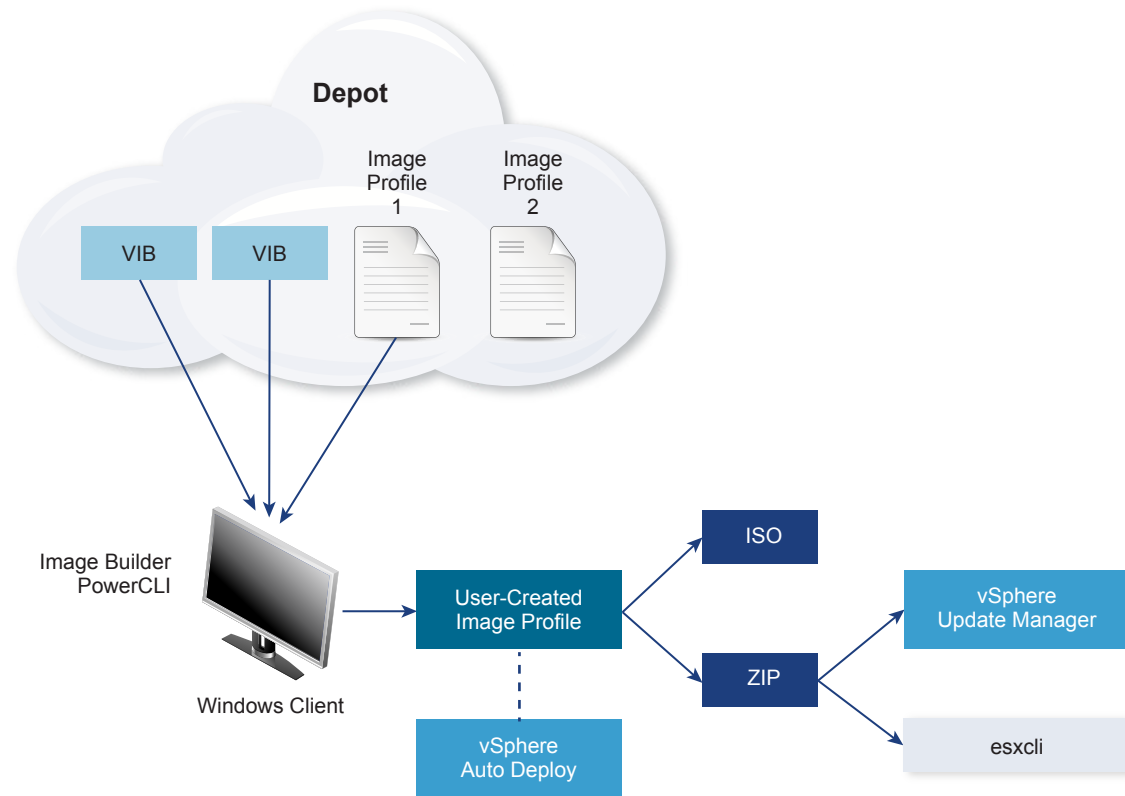 Depot
Image
Profile
1
Image
Profile
2
VIB
VIB
Image Builder
PowerCLI
Windows Client
User-Created
Image Profile
vSphere
Auto Deploy
ISO
ZIP
vSphere
Update Manager
esxcli